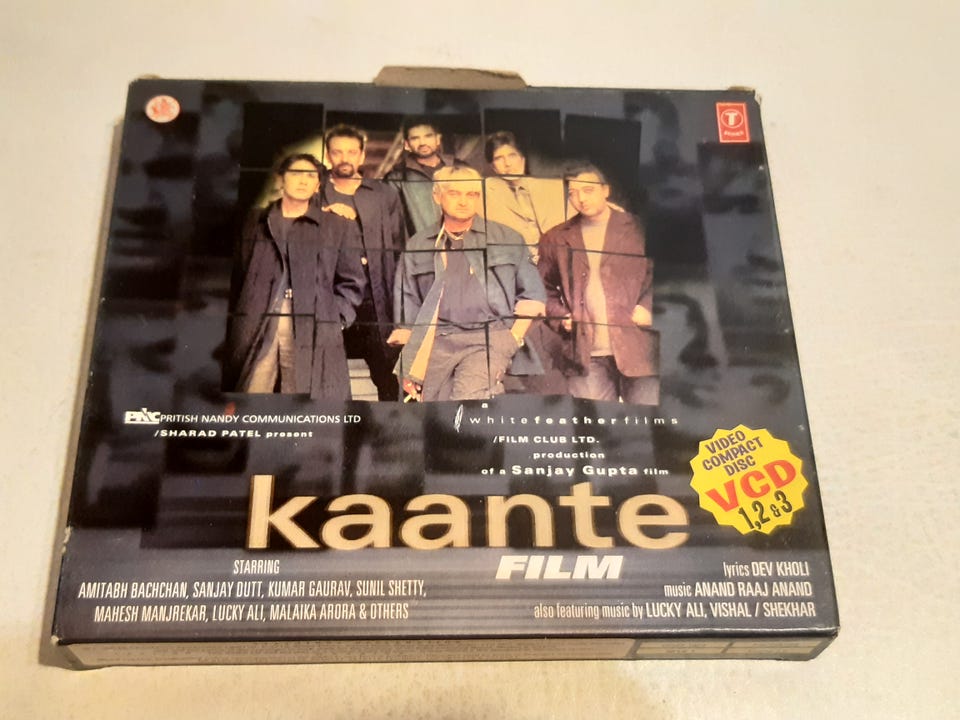 T
SERIES
PNC PRITISH NANDY COMMUNICATIONS LTD
/SHARAD PATEL present
a
whitefeatherfilms
/FILM CLUB LTD.
production
of a Sanjay Gupta film
VIDEO
COMPACT
DISC
VCD
1,2 &3
kaante
FILM
STARRING
AMITABH BACHCHAN, SANJAY DUTT, KUMAR GAURAV, SUNIL SHETTY,
MAHESH MANJREKAR, LUCKY ALI, MALAIKA ARORA & OTHERS
lyrics DEV KHOLI
music ANAND RAAJ ANAND
also featuring music by LUCKY ALI, VISHAL / SHEKHAR